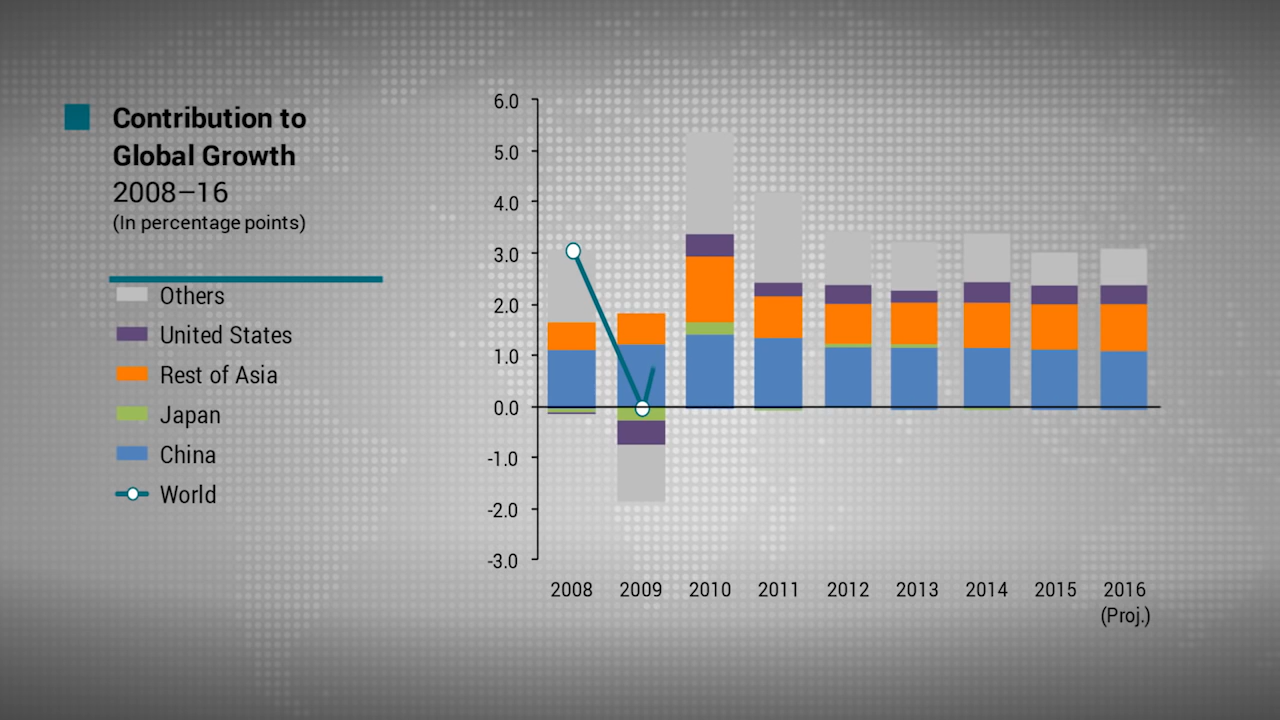 Contribution to
Global Growth
2008–16
(In percentage points)
Others
United States
Rest of Asia
Japan
China
World
6.0
5.0
4.0
3.0
2.0
1.0
0.0
-1.0
-2.0
-3.0
2008 2009 2010 2011 2012 2013 2014 2015 2016
(Proj.)